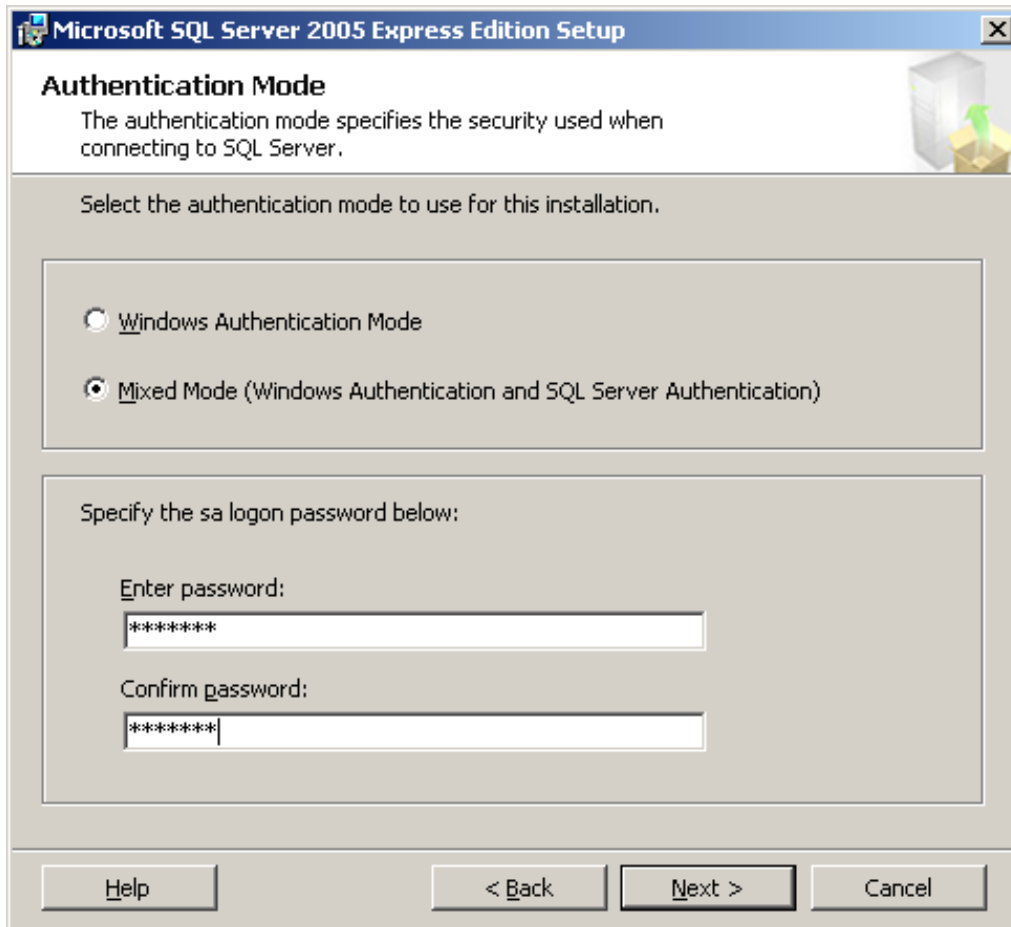 Microsoft SQL Server 2005 Express Edition Setup
Authentication Mode
The authentication mode specifies the security used when
connecting to SQL Server.
Select the authentication mode to use for this installation.
Windows Authentication Mode
Mixed Mode (Windows Authentication and SQL Server Authentication)
Specify the sa logon password below:
Enter password:
*******
Confirm password:
*******
Help
< Back
Next >
Cancel